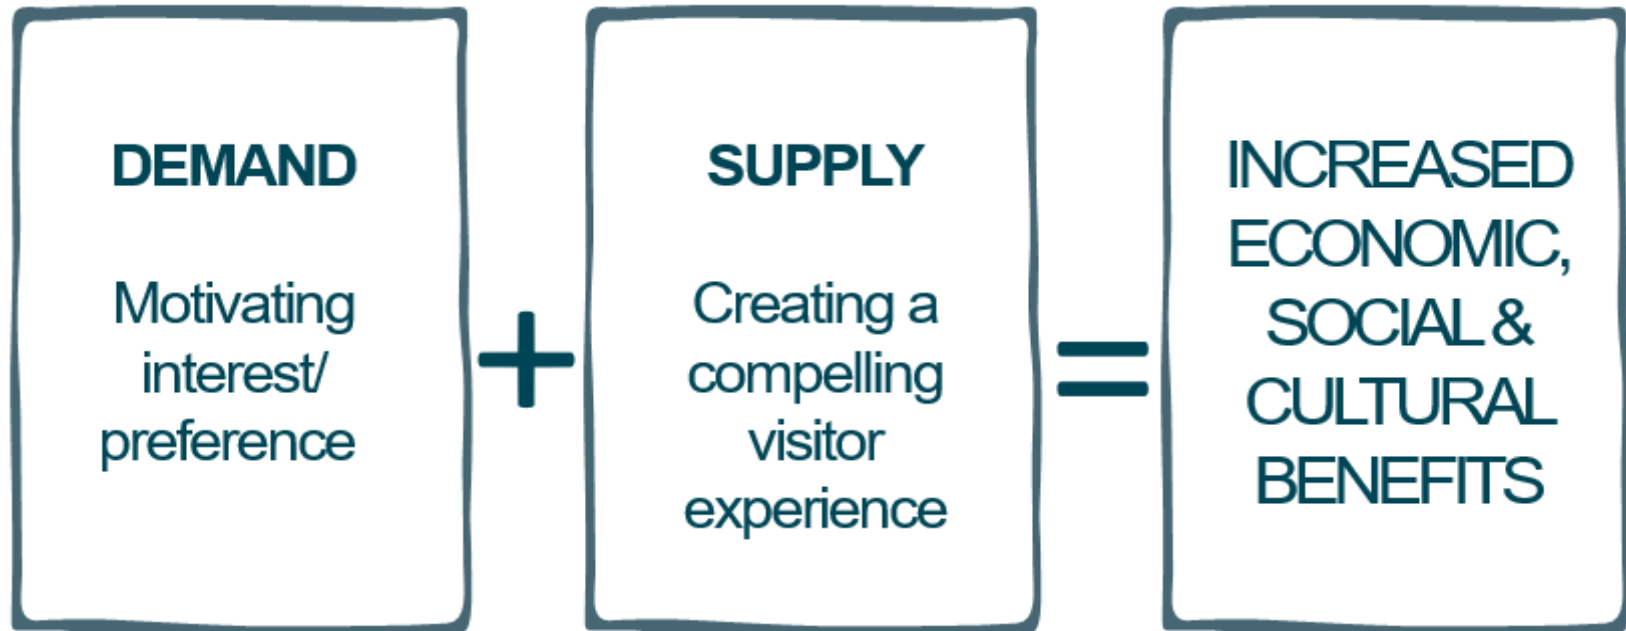 DEMAND
Motivating
interest/
preference
+
SUPPLY
Creating a
compelling
visitor
experience
=
INCREASED
ECONOMIC,
SOCIAL &
CULTURAL
BENEFITS